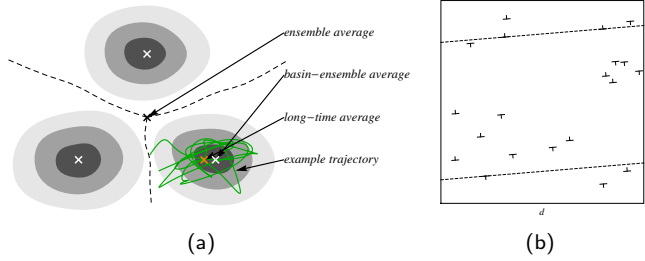 ensemble average
basin−ensemble average
long−time average
example trajectory
d
(a)
(b)